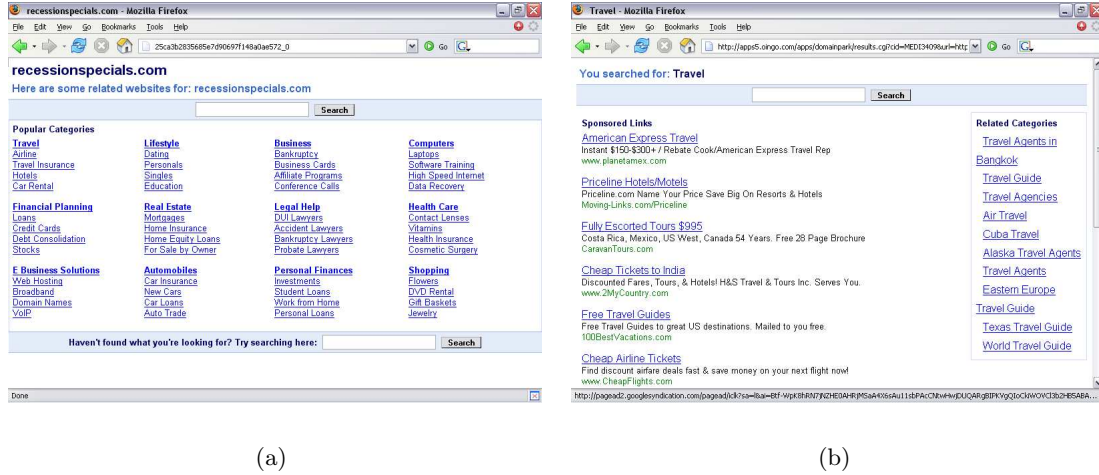 recessionspecials.com - Mozilla Firefox
File Edit View Go Bookmarks Tools Help
25ca3b2835685e7d90697f148a0ae572_0 Go
recessionspecials.com
Here are some related websites for: recessionspecials.com
Search
Popular Categories
Travel Lifestyle Business Computers
Airline Dating Bankruptcy Laptops
Travel Insurance Personals Business Cards Software Training
Hotels Singles Affiliate Programs High Speed Internet
Car Rental Education Conference Calls Data Recovery
Financial Planning Real Estate Legal Help Health Care
Loans Mortgages DUI Lawyers Contact Lenses
Credit Cards Home Insurance Accident Lawyers Vitamins
Debt Consolidation Home Equity Loans Bankruptcy Lawyers Health Insurance
Stocks For Sale by Owner Probate Lawyers Cosmetic Surgery
E Business Solutions Automobiles Personal Finances Shopping
Web Hosting Car Insurance Investments Flowers
Broadband New Cars Student Loans DVD Rental
Domain Names Car Loans Work from Home Gift Baskets
VoIP Auto Trade Personal Loans Jewelry
Haven't found what you're looking for? Try searching here: Search
Done
(a)
Travel - Mozilla Firefox
File Edit View Go Bookmarks Tools Help
http://apps5.oingo.com/apps/domainpark/results.cgi?cid=MEDI3409&url=http Go
You searched for: Travel
Search
Sponsored Links
American Express Travel
Instant $150-$300+ / Rebate Cook/American Express Travel Rep
www.planetamex.com
Priceline Hotels/Motels
Priceline.com Name Your Price Save Big On Resorts & Hotels
Moving-Links.com/Priceline
Fully Escorted Tours $995
Costa Rica, Mexico, US West, Canada 54 Years. Free 28 Page Brochure
CaravanTours.com
Cheap Tickets to India
Discounted Fares, Tours, & Hotels! H&S Travel & Tours Inc. Serves You.
www.2MyCountry.com
Free Travel Guides
Free Travel Guides to great US destinations. Mailed to you free.
100BestVacations.com
Cheap Airline Tickets
Find discount airfare deals fast & save money on your next flight now!
www.CheapFlights.com
Related Categories
Travel Agents in
Bangkok
Travel Guide
Travel Agencies
Air Travel
Cuba Travel
Alaska Travel Agents
Travel Agents
Eastern Europe
Travel Guide
Texas Travel Guide
World Travel Guide
(b)